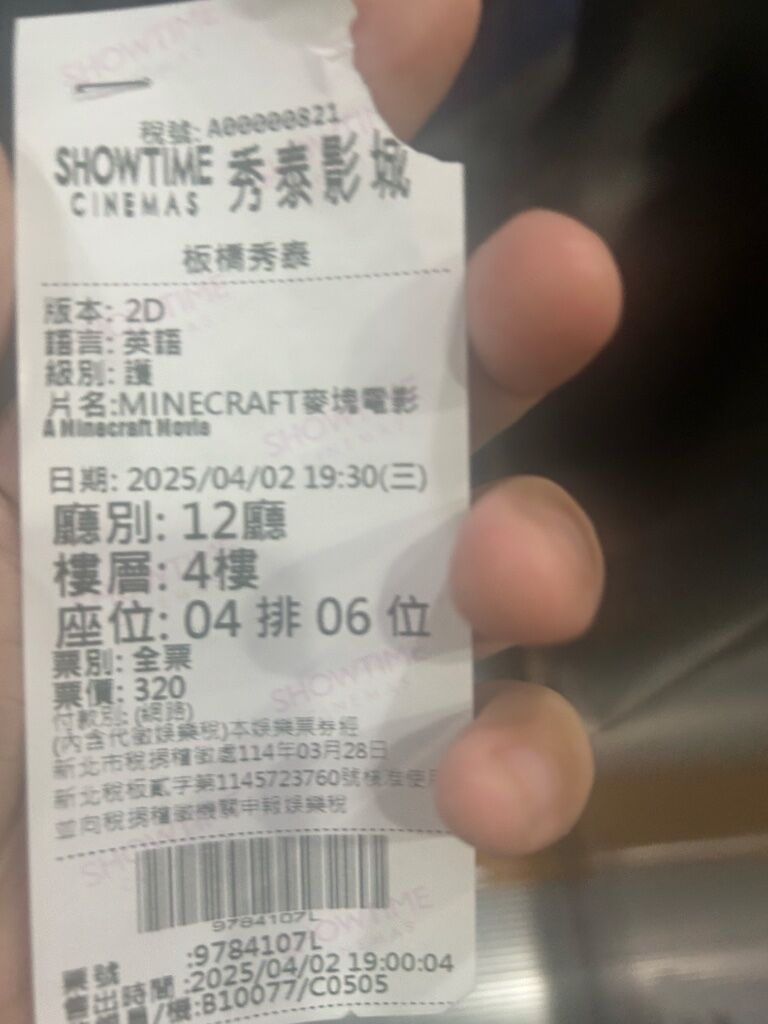 稅號: A00000821
SHOWTIME CINEMAS 秀泰影城
板橋秀泰
版本: 2D
語言: 英語
級別: 護
片名:MINECRAFT麥塊電影
A Minecraft Movie
日期: 2025/04/02 19:30(三)
廳別: 12廳
樓層: 4樓
座位: 04 排 06 位
票別: 全票
票價: 320
付款別: (網路)
(內含代徵娛樂稅)本娛樂票券經
新北市稅捐稽徵處114年03月28日
新北稅板貳字第1145723760號核准使用
並向稅捐稽徵機關申報娛樂稅
9784107L
票號 :9784107L
售出時間 :2025/04/02 19:00:04
員/機:B10077/C0505